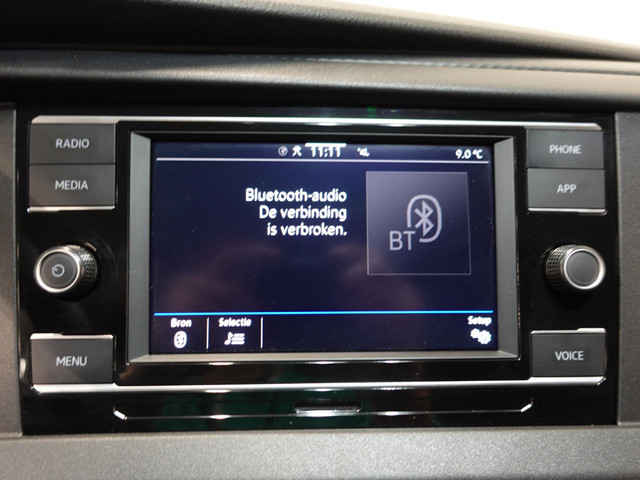 RADIO
MEDIA
MENU
PHONE
APP
VOICE
11:11
9.0 °C
Bluetooth-audio
De verbinding
is verbroken.
BT
Bron
Selectie
Setup